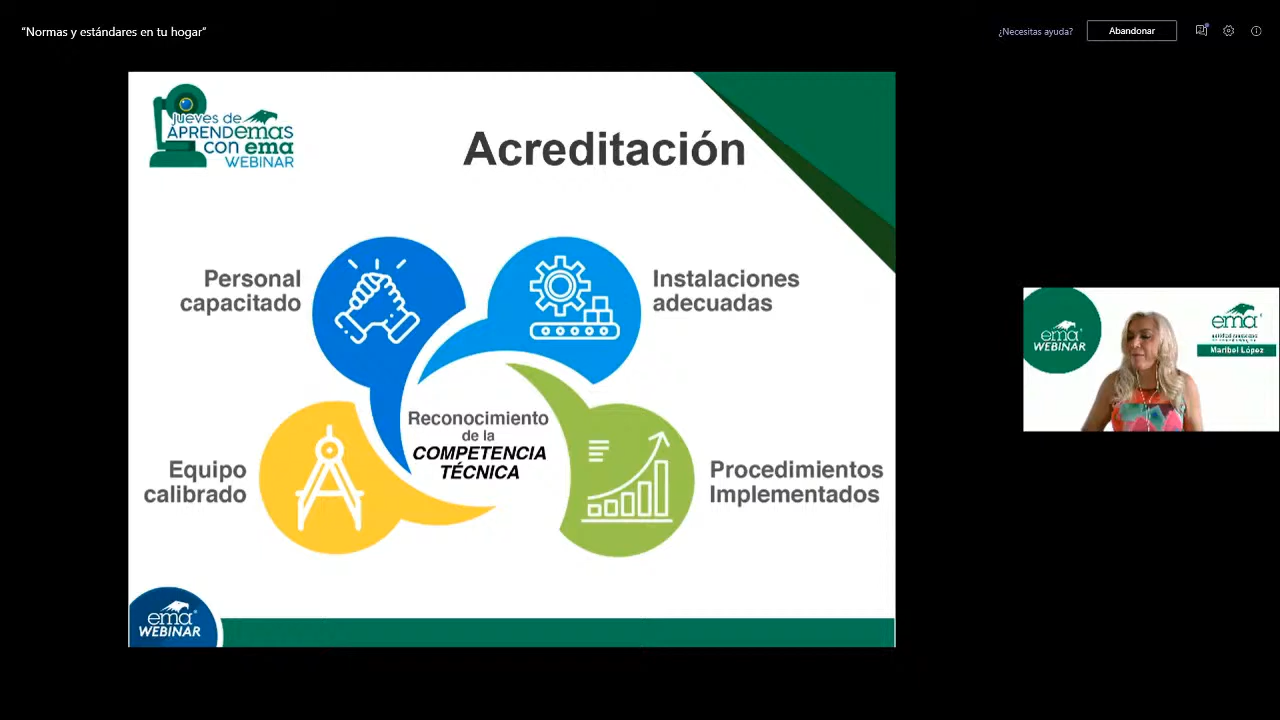 "Normas y estándares en tu hogar"
¿Necesitas ayuda?
Abandonar
jueves de
APRENDEMAS
con ema
WEBINAR
Acreditación
Personal
capacitado
Instalaciones
adecuadas
Reconocimiento
de la
COMPETENCIA
TÉCNICA
Equipo
calibrado
Procedimientos
Implementados
ema
WEBINAR
ema
WEBINAR
ema
Maribel López